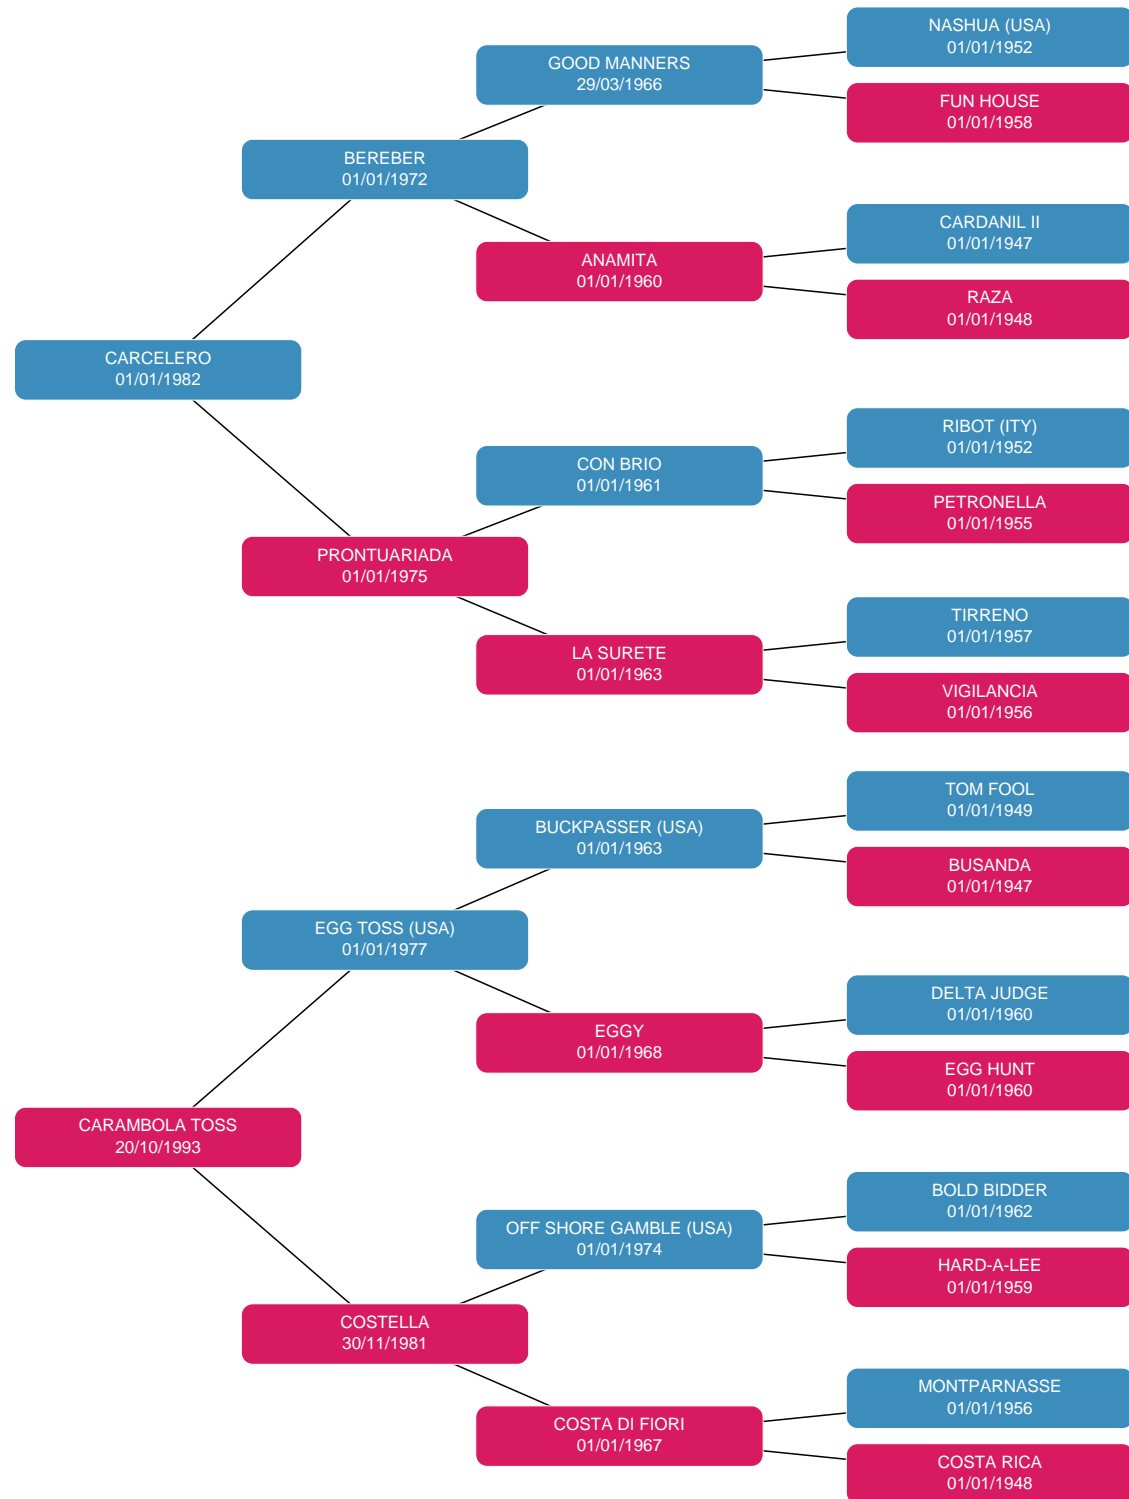 NASHUA (USA)
01/01/1952
GOOD MANNERS
29/03/1966
FUN HOUSE
01/01/1958
BEREBER
01/01/1972
CARDANIL II
01/01/1947
ANAMITA
01/01/1960
RAZA
01/01/1948
CARCELERO
01/01/1982
RIBOT (ITY)
01/01/1952
CON BRIO
01/01/1961
PETRONELLA
01/01/1955
PRONTUARIADA
01/01/1975
TIRRENO
01/01/1957
LA SURETE
01/01/1963
VIGILANCIA
01/01/1956
TOM FOOL
01/01/1949
BUCKPASSER (USA)
01/01/1963
BUSANDA
01/01/1947
EGG TOSS (USA)
01/01/1977
DELTA JUDGE
01/01/1960
EGGY
01/01/1968
EGG HUNT
01/01/1960
CARAMBOLA TOSS
20/10/1993
BOLD BIDDER
01/01/1962
OFF SHORE GAMBLE (USA)
01/01/1974
HARD-A-LEE
01/01/1959
COSTELLA
30/11/1981
MONTPARNASSE
01/01/1956
COSTA DI FIORI
01/01/1967
COSTA RICA
01/01/1948